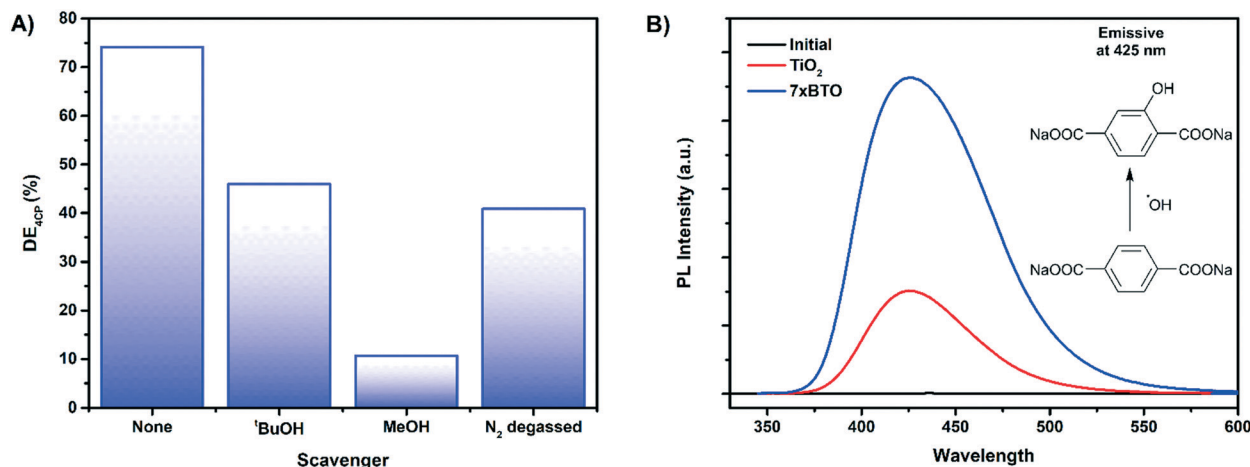 A)
80
70
60
50
40
30
20
10
0
DE4CP (%)
None
ᵗBuOH
MeOH
N₂ degassed
Scavenger
B)
Initial
TiO₂
7xBTO
Emissive
at 425 nm
OH
NaOOC
COONa
•OH
NaOOC
COONa
PL Intensity (a.u.)
350
400
450
500
550
600
Wavelength